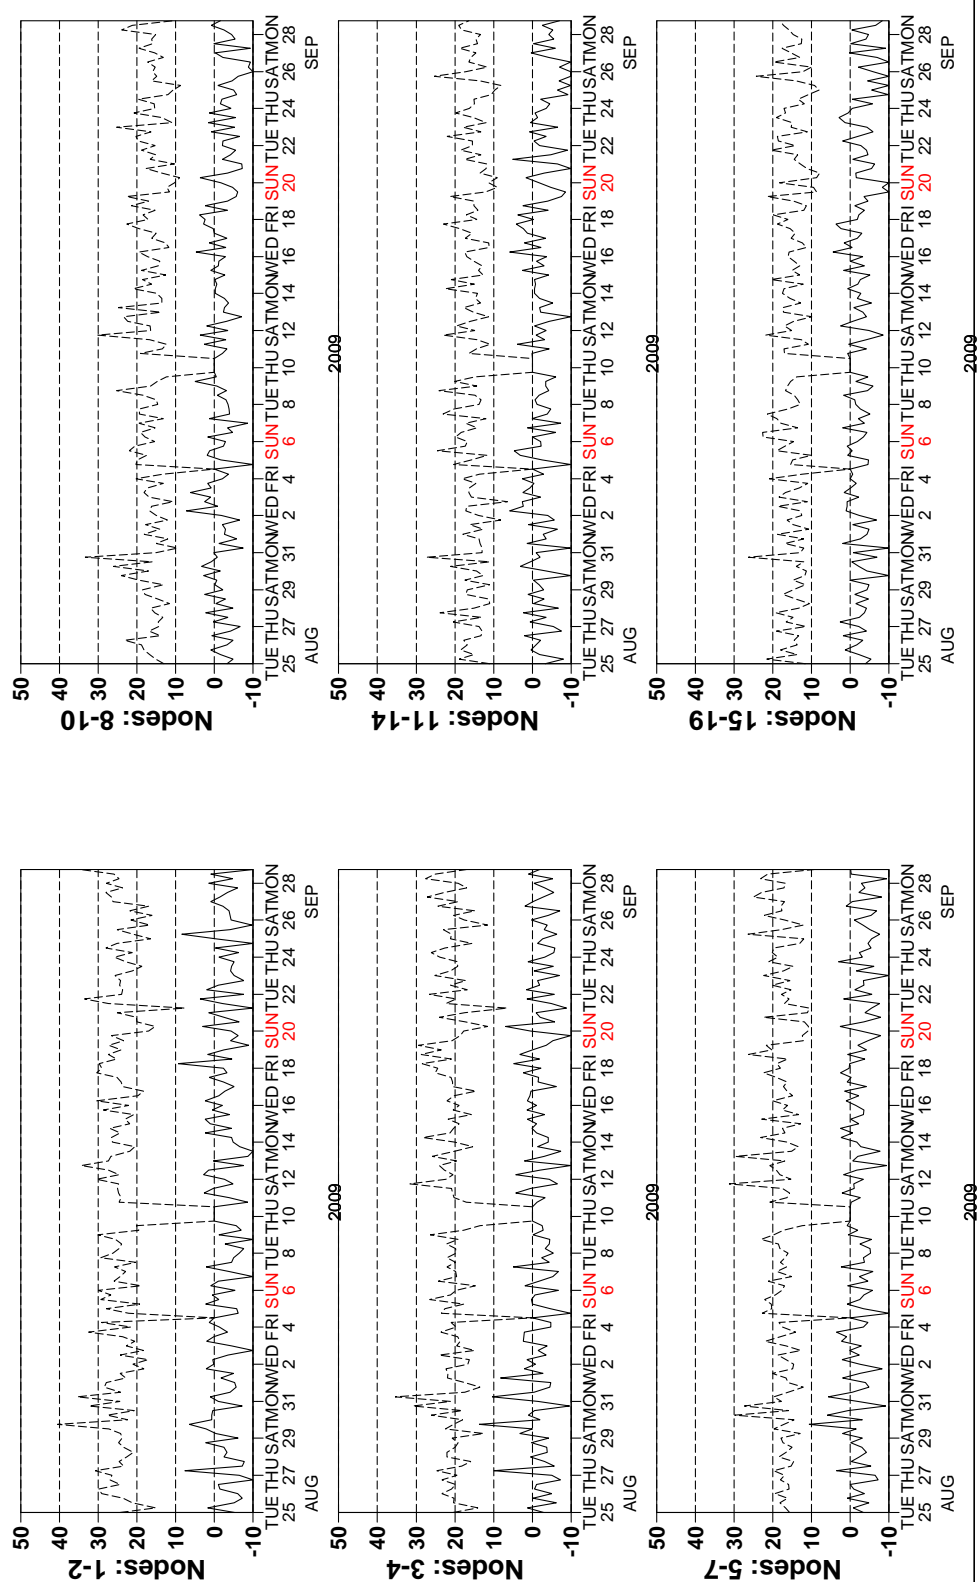 Nodes: 1-2
50
40
30
20
10
0
-10
TUE THU SAT MON WED FRI SUN TUE THU SAT MON WED FRI SUN TUE THU SAT MON
25 27 29 31 2 4 6 8 10 12 14 16 18 20 22 24 26 28
AUG SEP
2009
Nodes: 8-10
50
40
30
20
10
0
-10
TUE THU SAT MON WED FRI SUN TUE THU SAT MON WED FRI SUN TUE THU SAT MON
25 27 29 31 2 4 6 8 10 12 14 16 18 20 22 24 26 28
AUG SEP
2009
Nodes: 3-4
50
40
30
20
10
0
-10
TUE THU SAT MON WED FRI SUN TUE THU SAT MON WED FRI SUN TUE THU SAT MON
25 27 29 31 2 4 6 8 10 12 14 16 18 20 22 24 26 28
AUG SEP
2009
Nodes: 11-14
50
40
30
20
10
0
-10
TUE THU SAT MON WED FRI SUN TUE THU SAT MON WED FRI SUN TUE THU SAT MON
25 27 29 31 2 4 6 8 10 12 14 16 18 20 22 24 26 28
AUG SEP
2009
Nodes: 5-7
50
40
30
20
10
0
-10
TUE THU SAT MON WED FRI SUN TUE THU SAT MON WED FRI SUN TUE THU SAT MON
25 27 29 31 2 4 6 8 10 12 14 16 18 20 22 24 26 28
AUG SEP
2009
Nodes: 15-19
50
40
30
20
10
0
-10
TUE THU SAT MON WED FRI SUN TUE THU SAT MON WED FRI SUN TUE THU SAT MON
25 27 29 31 2 4 6 8 10 12 14 16 18 20 22 24 26 28
AUG SEP
2009